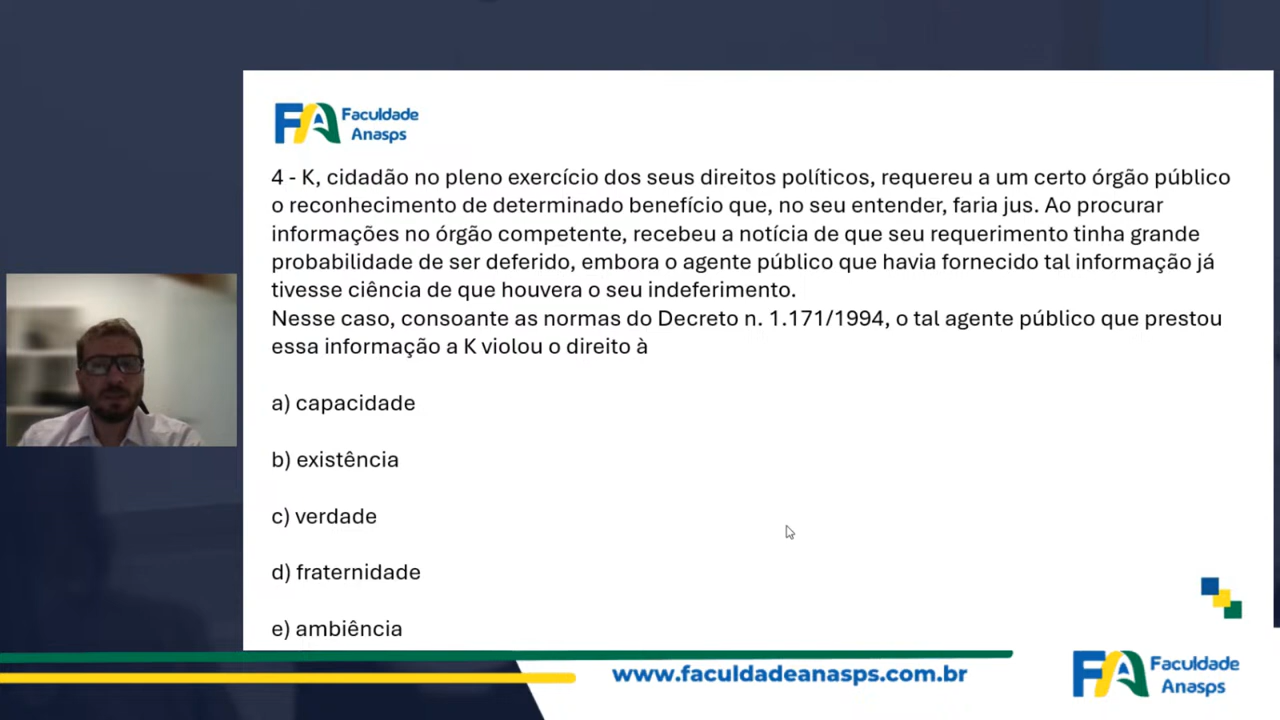 Faculdade
Anasps
4 - K, cidadão no pleno exercício dos seus direitos políticos, requereu a um certo órgão público
o reconhecimento de determinado benefício que, no seu entender, faria jus. Ao procurar
informações no órgão competente, recebeu a notícia de que seu requerimento tinha grande
probabilidade de ser deferido, embora o agente público que havia fornecido tal informação já
tivesse ciência de que houvera o seu indeferimento.
Nesse caso, consoante as normas do Decreto n. 1.171/1994, o tal agente público que prestou
essa informação a K violou o direito à
a) capacidade
b) existência
c) verdade
d) fraternidade
e) ambiência
www.faculdadeanasps.com.br
Faculdade
Anasps